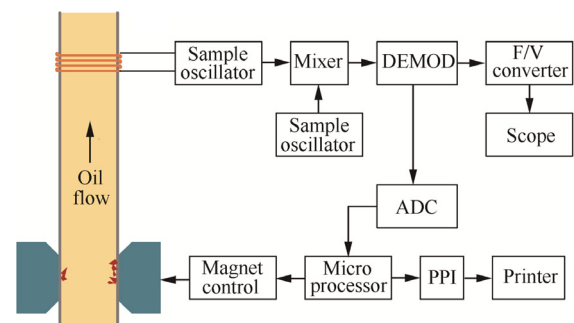 Sample
oscillator
Mixer
DEMOD
F/V
converter
Sample
oscillator
Scope
Oil
flow
ADC
Magnet
control
Micro
processor
PPI
Printer